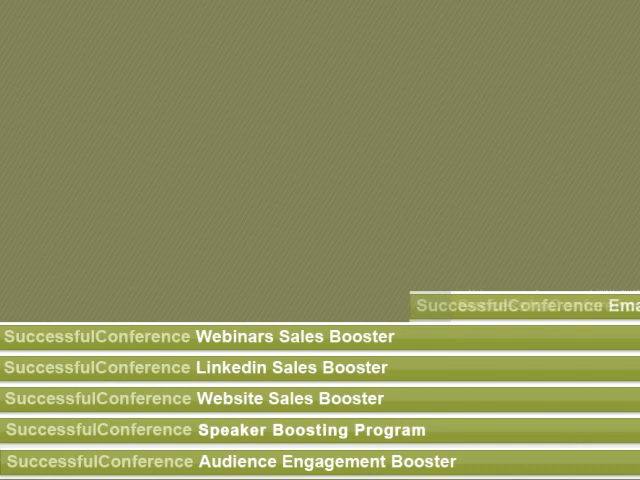 SuccessfulConference Ema
SuccessfulConference Webinars Sales Booster
SuccessfulConference Linkedin Sales Booster
SuccessfulConference Website Sales Booster
SuccessfulConference Speaker Boosting Program
SuccessfulConference Audience Engagement Booster